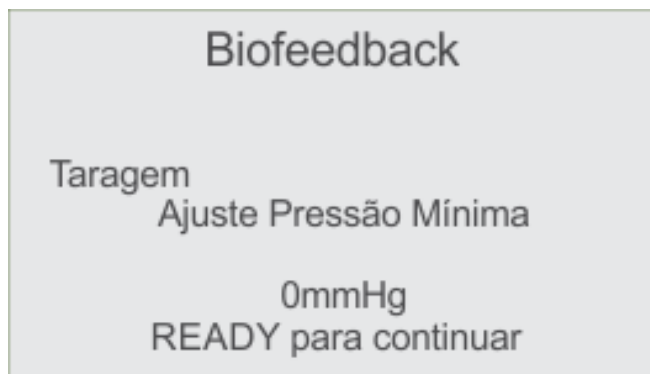 Biofeedback
Taragem
Ajuste Pressão Mínima
0mmHg
READY para continuar